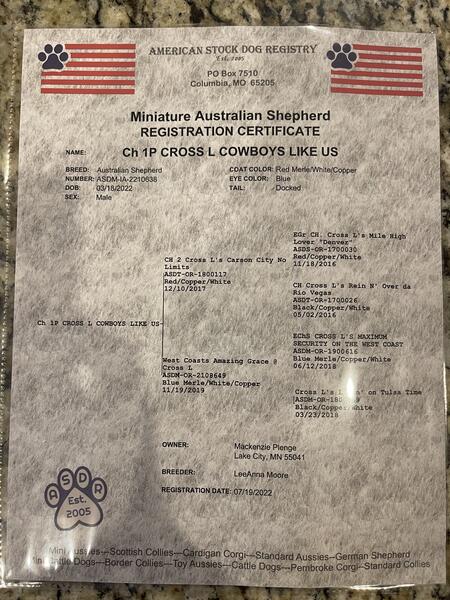 AMERICAN STOCK DOG REGISTRY
Est. 2005
PO Box 7510
Columbia, MO 65205
Miniature Australian Shepherd
REGISTRATION CERTIFICATE
NAME: Ch 1P CROSS L COWBOYS LIKE US
BREED: Australian Shepherd COAT COLOR: Red Merle/White/Copper
NUMBER: ASDM-IA-2210638 EYE COLOR: Blue
DOB: 03/18/2022 TAIL: Docked
SEX: Male
EGr CH. Cross L's Mile High
Lover "Denver"
ASDS-OR-1700030
Red/Copper/White
11/18/2016
CH 2 Cross L's Carson City No
Limits
ASDT-OR-1800117
Red/Copper/White
12/10/2017
CH Cross L's Rein N' Over da
Rio Vegas
ASDT-OR-1700026
Black/Copper/White
05/02/2016
Ch 1P CROSS L COWBOYS LIKE US
EChS CROSS L'S MAXIMUM
SECURITY ON THE WEST COAST
ASDM-OR-1900616
Blue Merle/Copper/White
06/12/2018
West Coasts Amazing Grace @
Cross L
ASDM-OR-2108649
Blue Merle/White/Copper
11/19/2019
Cross L's on Tulsa Time
Black/Copper/White
03/23/2018
OWNER: Mackenzie Plenge
Lake City, MN 55041
BREEDER: LeeAnna Moore
REGISTRATION DATE: 07/19/2022
ASDR
Est
2005
Mini Aussies---Scottish Collies---Cardigan Corgi---Standard Aussies--German Shepherd
Mini Cattle Dogs---Border Collies---Toy Aussies---Cattle Dogs---Pembroke Corgi---Standard Collies